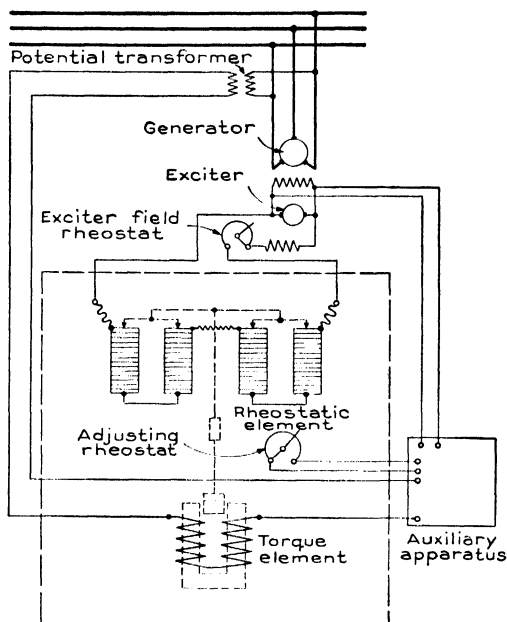 Potential transformer
Generator
Exciter
Exciter field
rheostat
Rheostatic
element
Adjusting
rheostat
Torque
element
Auxiliary
apparatus